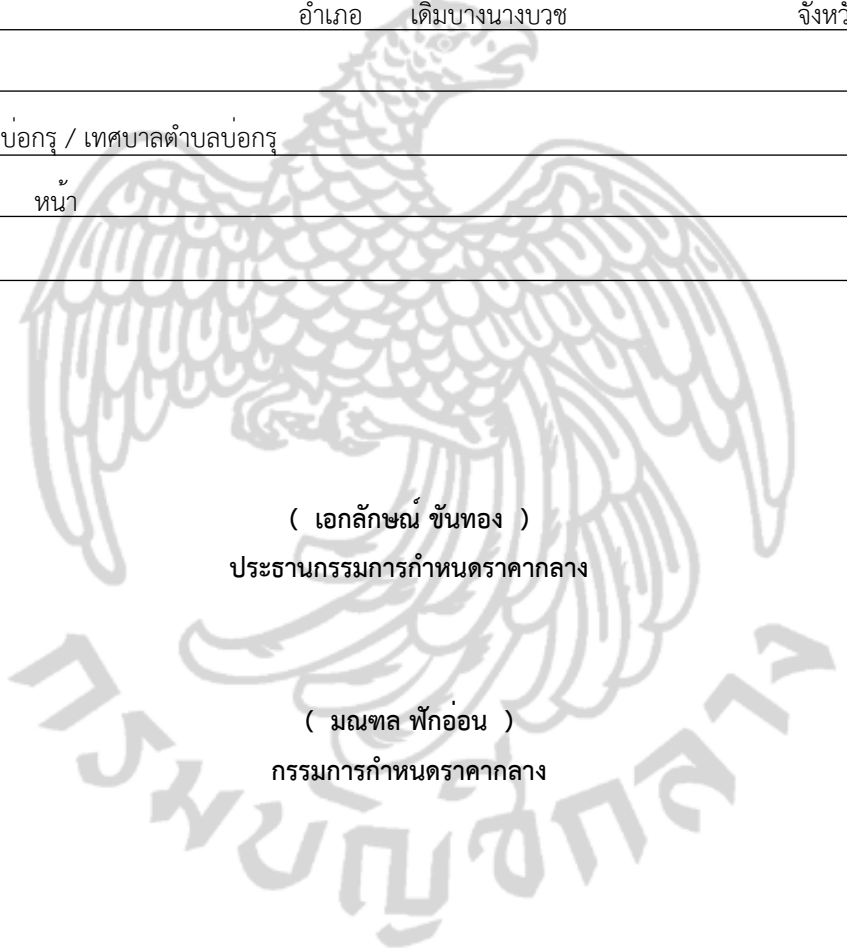 อำเภอ เดิมบางนางบวช จังหวั
บ่อกรุ / เทศบาลตำบลบ่อกรุ
หน้า
( เอกลักษณ์ ขันทอง )
ประธานกรรมการกำหนดราคากลาง
( มณฑล ฟักอ่อน )
กรรมการกำหนดราคากลาง
กรมบัญชีกลาง